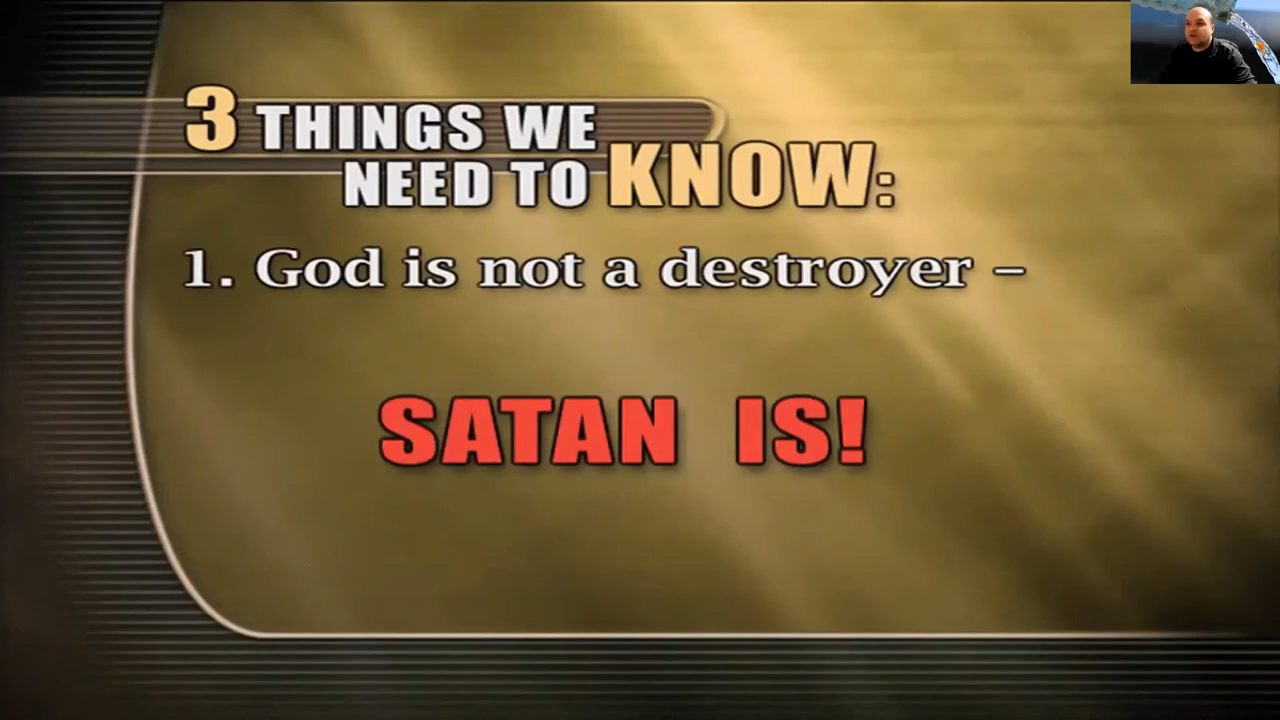 3 THINGS WE
NEED TO KNOW:
1. God is not a destroyer –
SATAN IS!